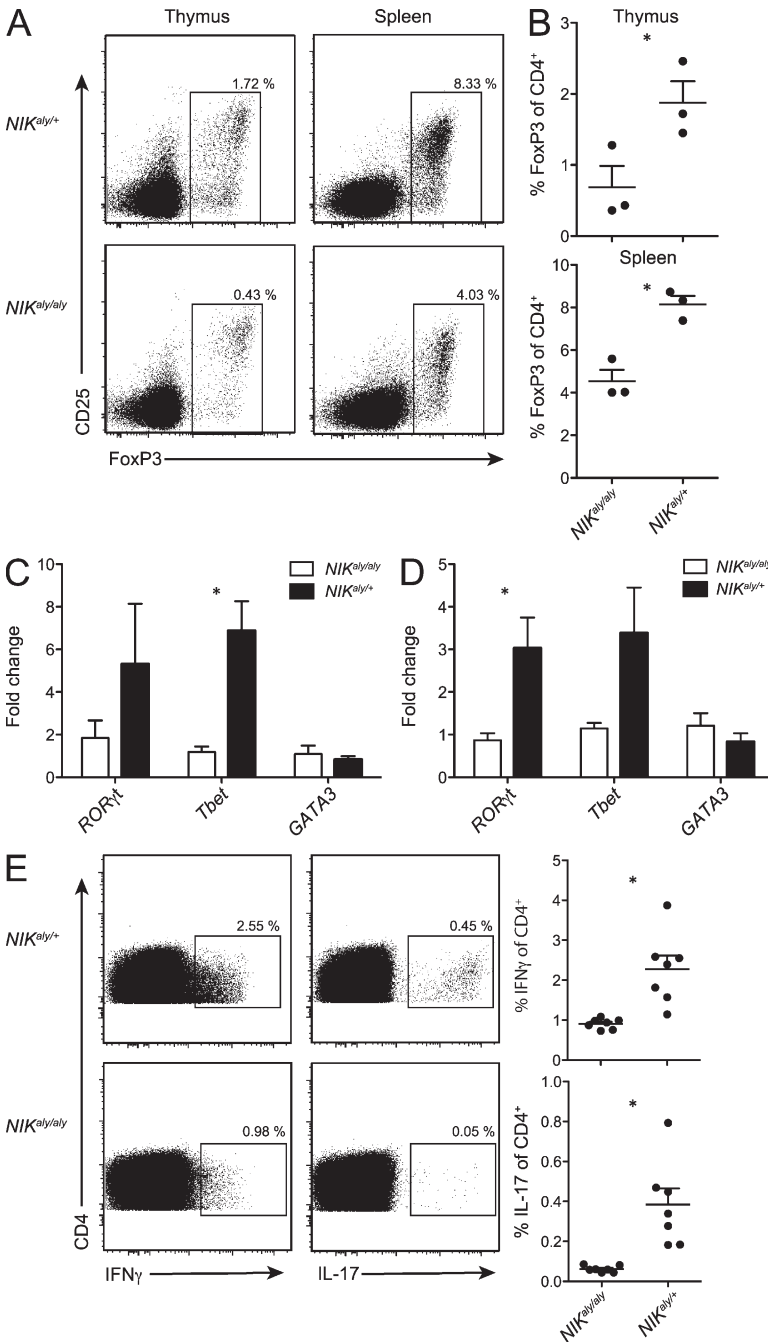 A
Thymus
Spleen
NIKaly/+
1.72 %
8.33 %
NIKaly/aly
0.43 %
4.03 %
CD25
FoxP3
B
Thymus
% FoxP3 of CD4+
3
2
1
0
*
Spleen
% FoxP3 of CD4+
10
8
6
4
2
0
*
NIKaly/aly
NIKaly/+
C
Fold change
10
8
6
4
2
0
*
NIKaly/aly
NIKaly/+
RORγt
Tbet
GATA3
D
Fold change
5
4
3
2
1
0
*
NIKaly/aly
NIKaly/+
RORγt
Tbet
GATA3
E
NIKaly/+
2.55 %
0.45 %
NIKaly/aly
0.98 %
0.05 %
CD4
IFNγ
IL-17
% IFNγ of CD4+
5
4
3
2
1
0
*
% IL-17 of CD4+
1.0
0.8
0.6
0.4
0.2
0.0
*
NIKaly/aly
NIKaly/+